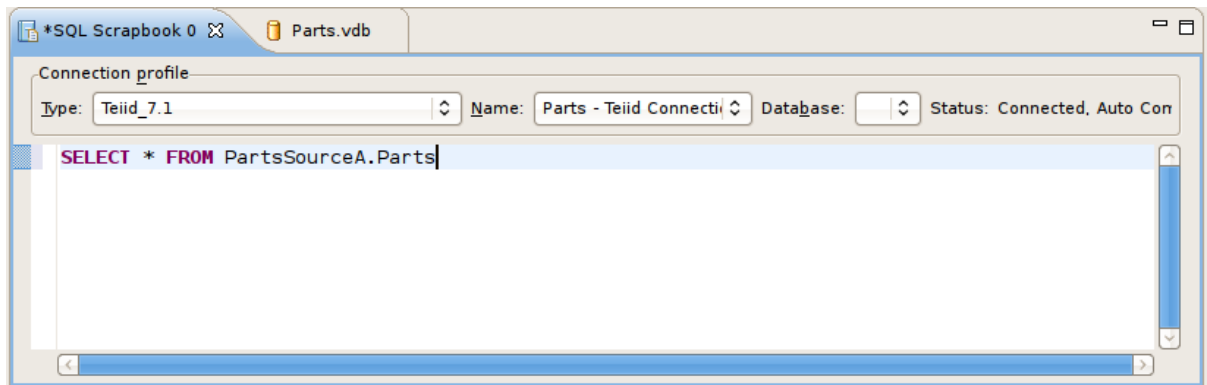 *SQL Scrapbook 0 Parts.vdb
Connection profile
Type: Teiid_7.1 Name: Parts - Teiid Connecti Database: Status: Connected, Auto Com
SELECT * FROM PartsSourceA.Parts